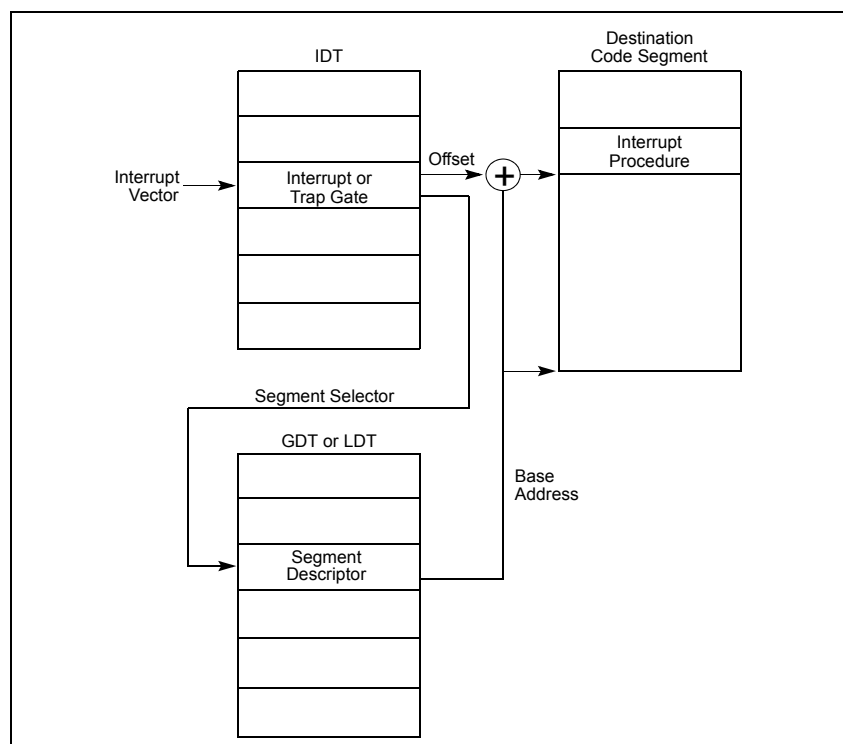 IDT
Destination
Code Segment
Interrupt
Vector
Interrupt or
Trap Gate
Offset
+
Interrupt
Procedure
Segment Selector
GDT or LDT
Segment
Descriptor
Base
Address